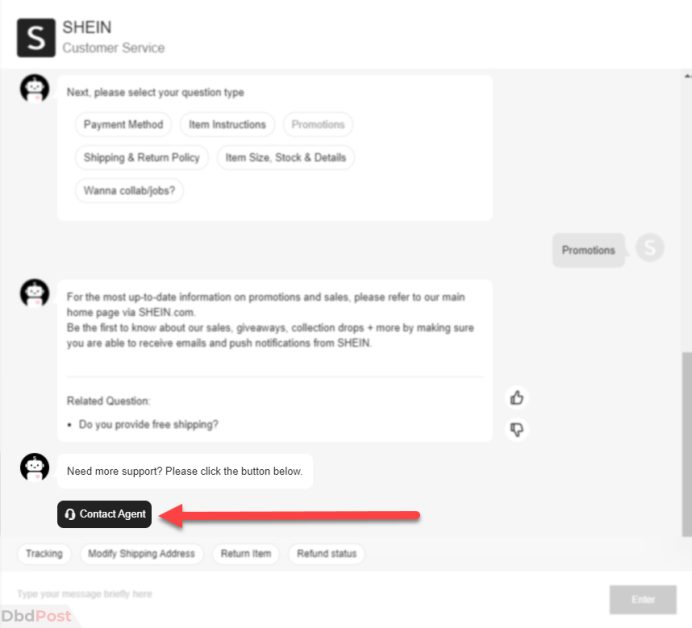 S
SHEIN
Customer Service
Next, please select your question type
Payment Method
Item Instructions
Promotions
Shipping & Return Policy
Item Size, Stock & Details
Wanna collab/jobs?
Promotions
S
For the most up-to-date information on promotions and sales, please refer to our main
home page via SHEIN.com.
Be the first to know about our sales, giveaways, collection drops + more by making sure
you are able to receive emails and push notifications from SHEIN.
Related Question:
• Do you provide free shipping?
Need more support? Please click the button below.
Contact Agent
Tracking
Modify Shipping Address
Return Item
Refund status
Type your message briefly here
Enter
DbdPost